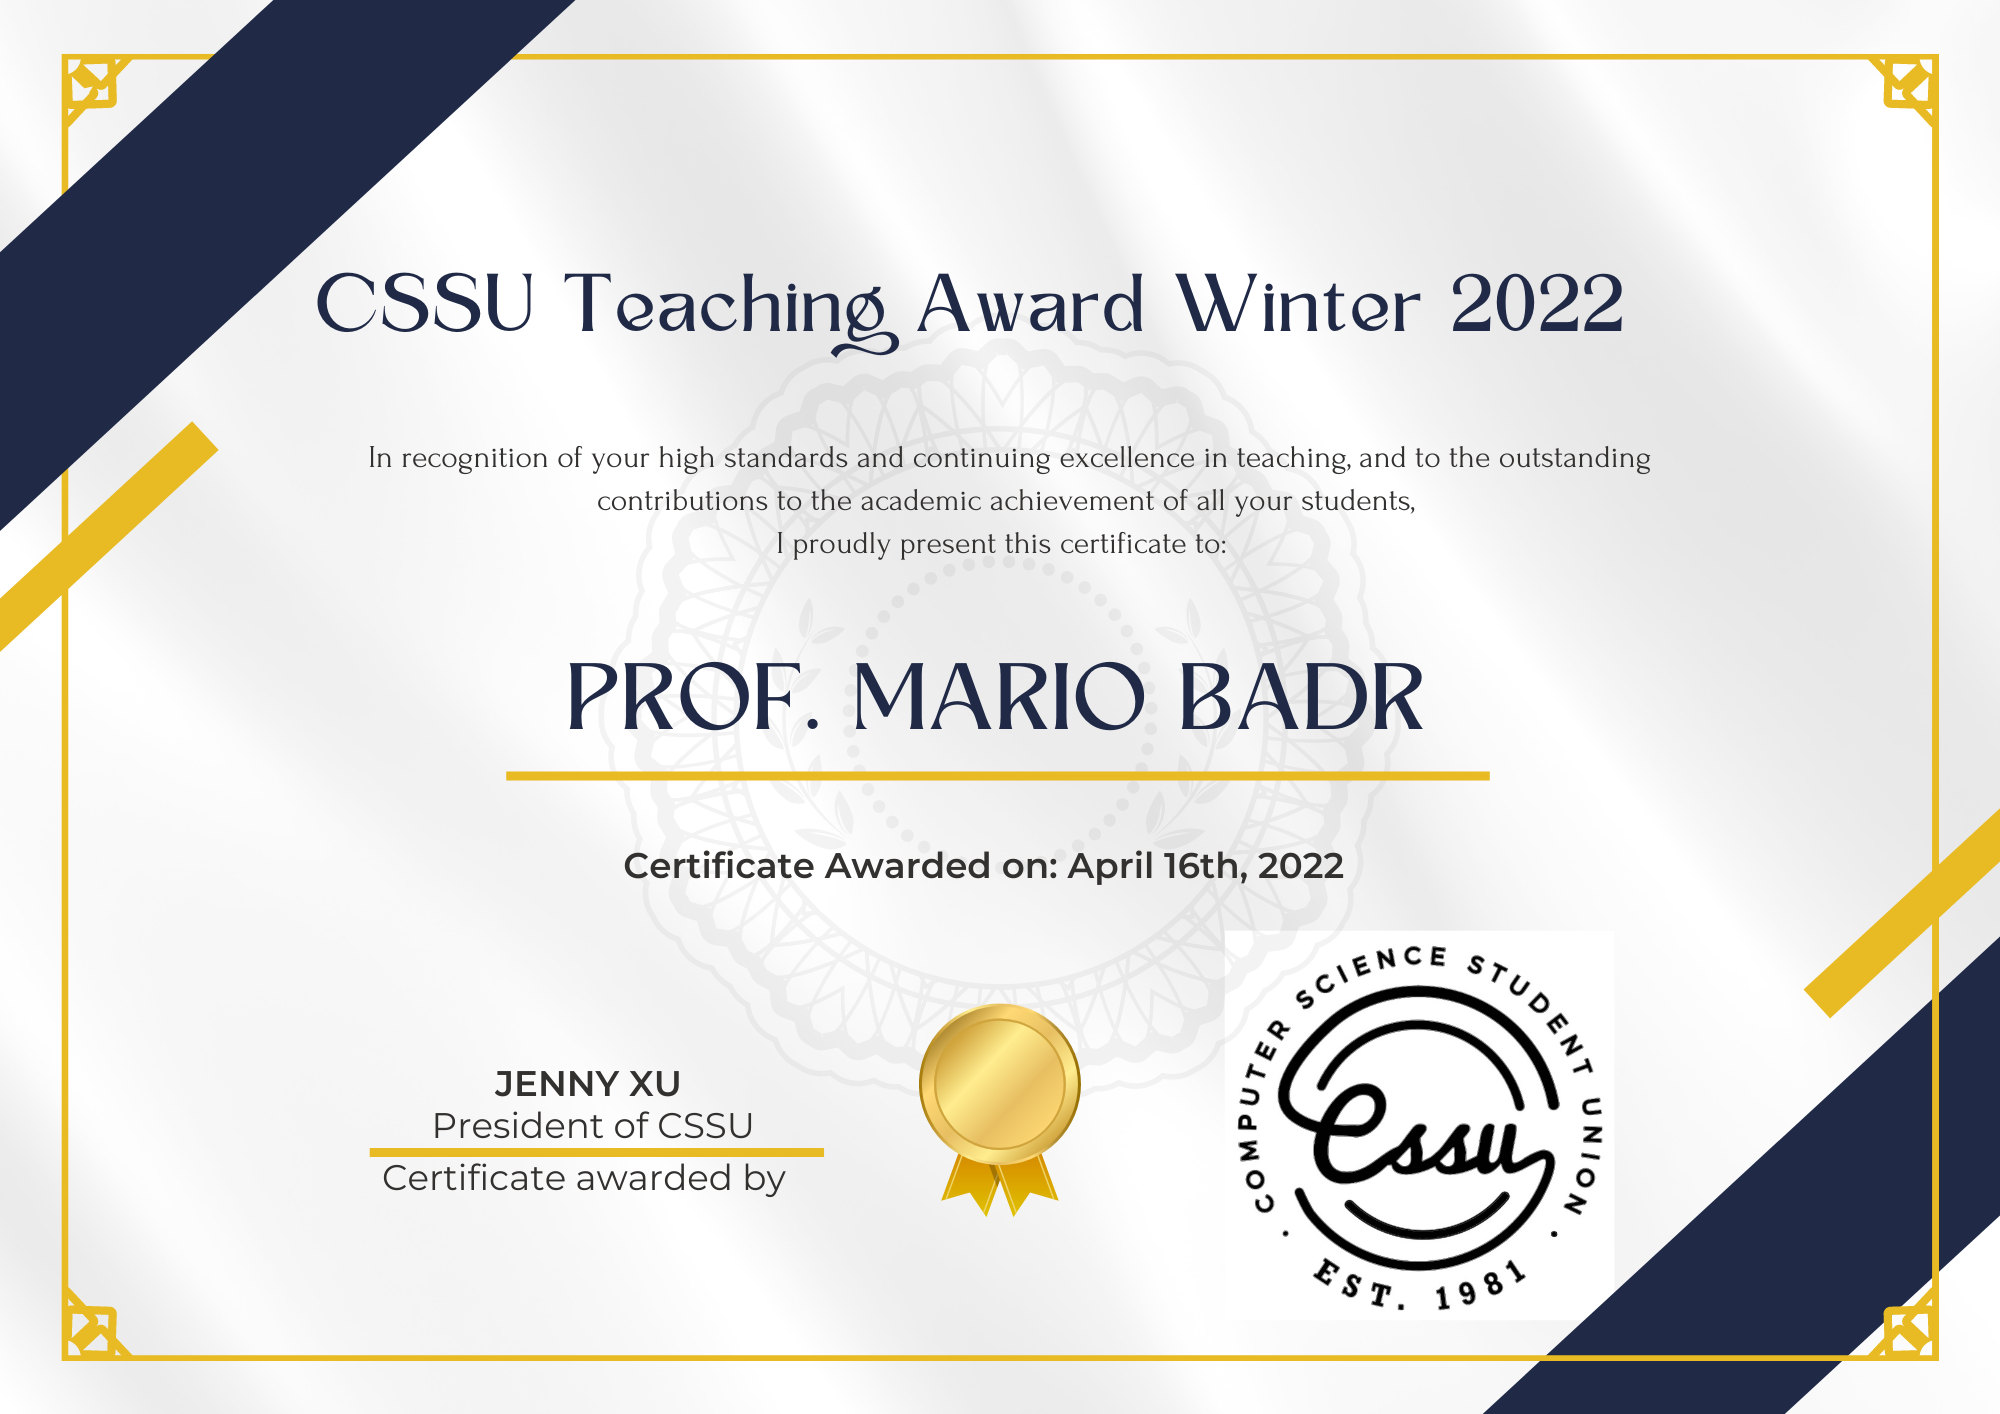 CSSU Teaching Award Winter 2022
In recognition of your high standards and continuing excellence in teaching, and to the outstanding
contributions to the academic achievement of all your students,
I proudly present this certificate to:
PROF. MARIO BADR
Certificate Awarded on: April 16th, 2022
JENNY XU
President of CSSU
Certificate awarded by
· COMPUTER SCIENCE STUDENT UNION ·
cssu
EST. 1981